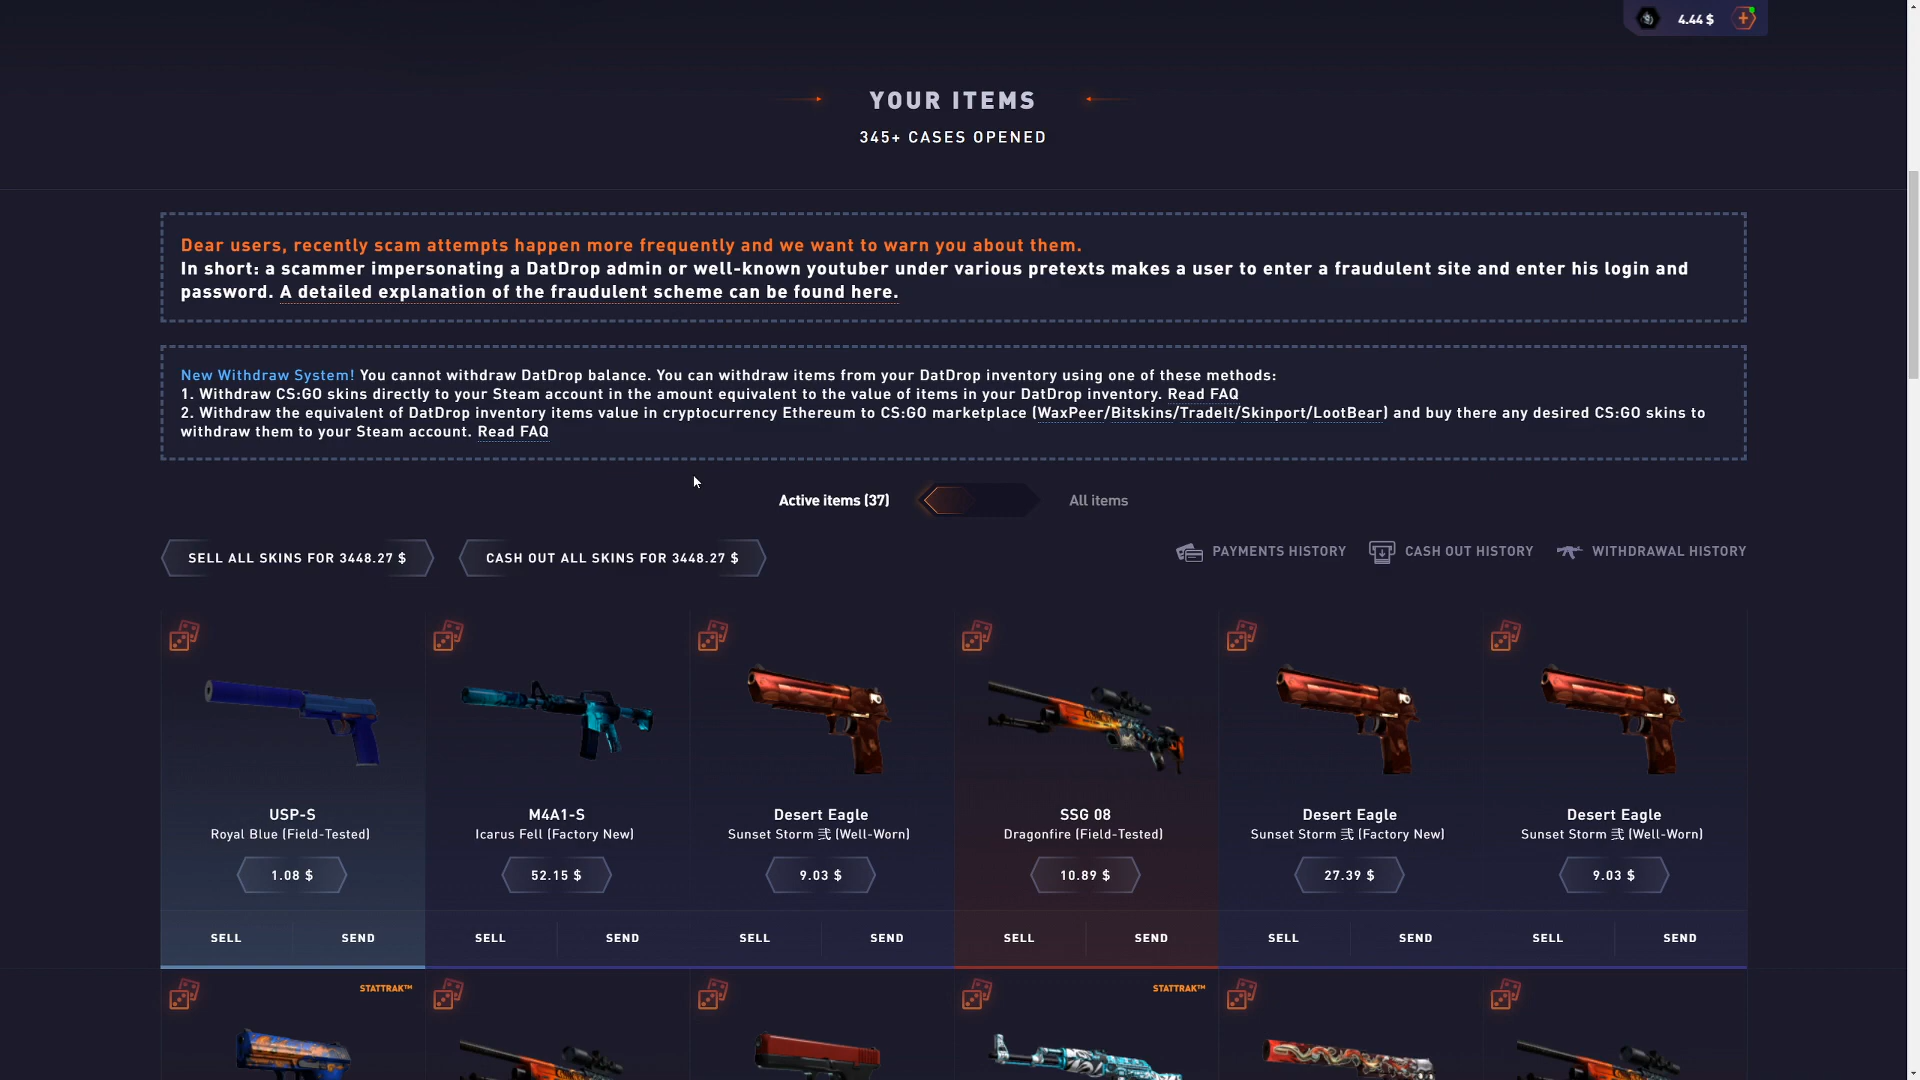 4.44 $
YOUR ITEMS
345+ CASES OPENED
Dear users, recently scam attempts happen more frequently and we want to warn you about them.
In short: a scammer impersonating a DatDrop admin or well-known youtuber under various pretexts makes a user to enter a fraudulent site and enter his login and
password. A detailed explanation of the fraudulent scheme can be found here.
New Withdraw System! You cannot withdraw DatDrop balance. You can withdraw items from your DatDrop inventory using one of these methods:
1. Withdraw CS:GO skins directly to your Steam account in the amount equivalent to the value of items in your DatDrop inventory. Read FAQ
2. Withdraw the equivalent of DatDrop inventory items value in cryptocurrency Ethereum to CS:GO marketplace (WaxPeer/Bitskins/TradeIt/Skinport/LootBear) and buy there any desired CS:GO skins to
withdraw them to your Steam account. Read FAQ
Active items (37) All items
SELL ALL SKINS FOR 3448.27 $ CASH OUT ALL SKINS FOR 3448.27 $ PAYMENTS HISTORY CASH OUT HISTORY WITHDRAWAL HISTORY
USP-S M4A1-S Desert Eagle SSG 08 Desert Eagle Desert Eagle
Royal Blue (Field-Tested) Icarus Fell (Factory New) Sunset Storm 弐 (Well-Worn) Dragonfire (Field-Tested) Sunset Storm 弐 (Factory New) Sunset Storm 弐 (Well-Worn)
1.08 $ 52.15 $ 9.03 $ 10.89 $ 27.39 $ 9.03 $
SELL SEND SELL SEND SELL SEND SELL SEND SELL SEND SELL SEND
STATTRAK™ STATTRAK™